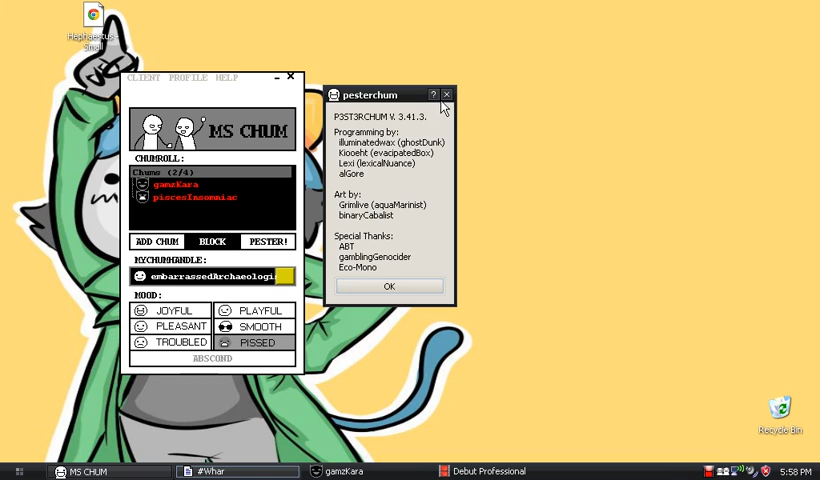 Small
CLIENT PROFILE HELP
MS CHUM
CHUMROLL:
Chums (2/4)
gamzKara
piscesInsomniac
ADD CHUM BLOCK PESTER!
MYCHUMHANDLE:
embarrassedArchaeologis
MOOD:
JOYFUL PLAYFUL
PLEASANT SMOOTH
TROUBLED PISSED
ABSCOND
pesterchum
P3ST3RCHUM V. 3.41.3.
Programming by:
illuminatedwax (ghostDunk)
Kiooeht (evacipatedBox)
Lexi (lexicalNuance)
alGore
Art by:
Grimlive (aquaMarinist)
binaryCabalist
Special Thanks:
ABT
gamblingGenocider
Eco-Mono
OK
Recycle Bin
MS CHUM #Whar gamzKara Debut Professional 5:58 PM